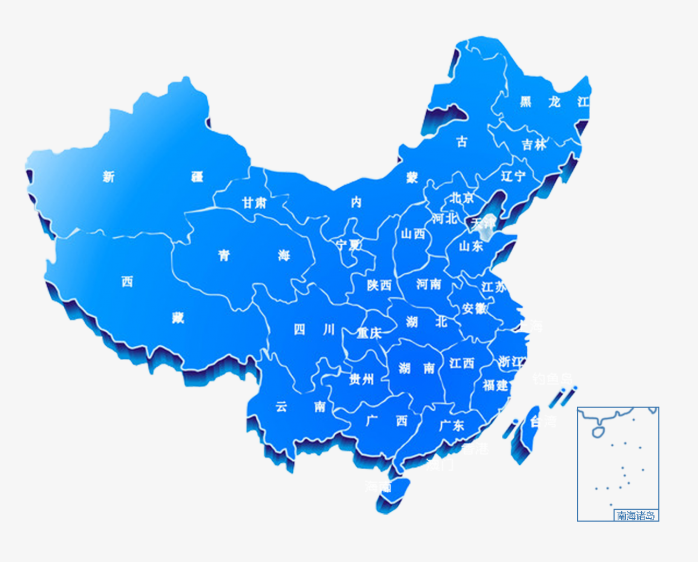 黑 龙 江
古
吉林
新 疆
蒙
辽宁
甘肃
内
北京
河北
天津
山西
宁夏
山东
青 海
西
陕西
河南
江苏
安徽
藏
湖 北
上海
四 川
重庆
浙江
江西
湖 南
贵州
福建
钓鱼岛
云 南
广 西
广东
台湾
香港
澳门
海南
南海诸岛